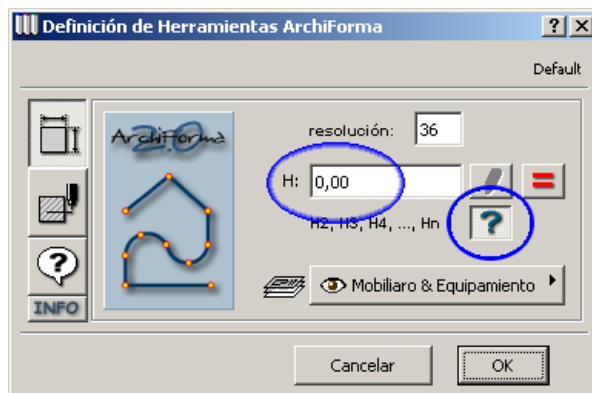 Definición de Herramientas ArchiForma
Default
ArchiForma 2.0
resolución: 36
H: 0,00
H2, H3, H4, ..., Hn
Mobiliaro & Equipamiento
INFO
Cancelar OK